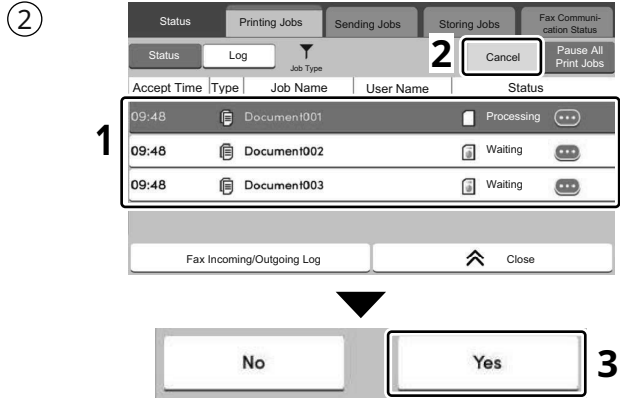 ②
Status
Printing Jobs
Sending Jobs
Storing Jobs
Fax Communi-
cation Status
Status
Log
Job Type
2
Cancel
Pause All
Print Jobs
Accept Time
Type
Job Name
User Name
Status
1
09:48
Document001
Processing
09:48
Document002
Waiting
09:48
Document003
Waiting
Fax Incoming/Outgoing Log
Close
No
Yes
3